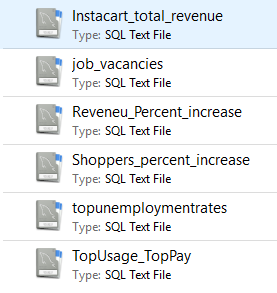 Instacart_total_revenue
Type: SQL Text File
job_vacancies
Type: SQL Text File
Reveneu_Percent_increase
Type: SQL Text File
Shoppers_percent_increase
Type: SQL Text File
topunemploymentrates
Type: SQL Text File
TopUsage_TopPay
Type: SQL Text File